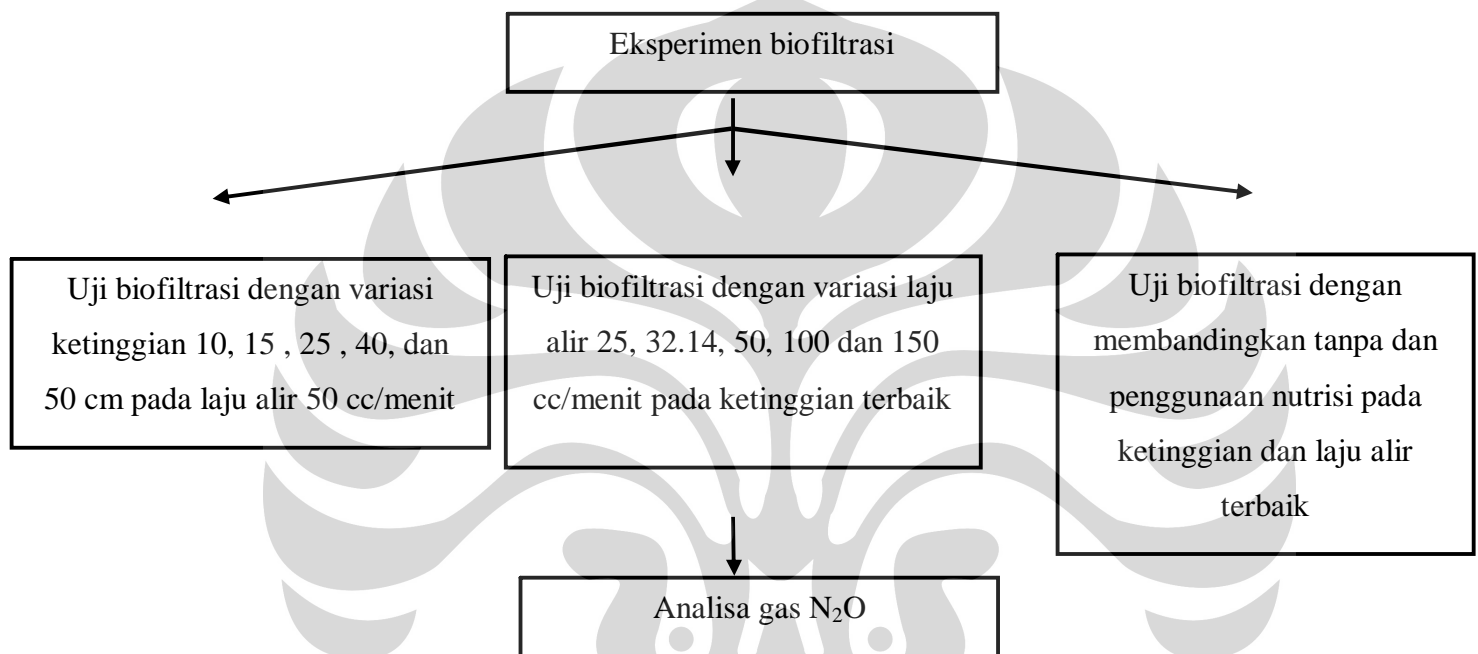 Eksperimen biofiltrasi
Uji biofiltrasi dengan variasi
ketinggian 10, 15 , 25 , 40, dan
50 cm pada laju alir 50 cc/menit
Uji biofiltrasi dengan variasi laju
alir 25, 32.14, 50, 100 dan 150
cc/menit pada ketinggian terbaik
Uji biofiltrasi dengan
membandingkan tanpa dan
penggunaan nutrisi pada
ketinggian dan laju alir
terbaik
Analisa gas N₂O